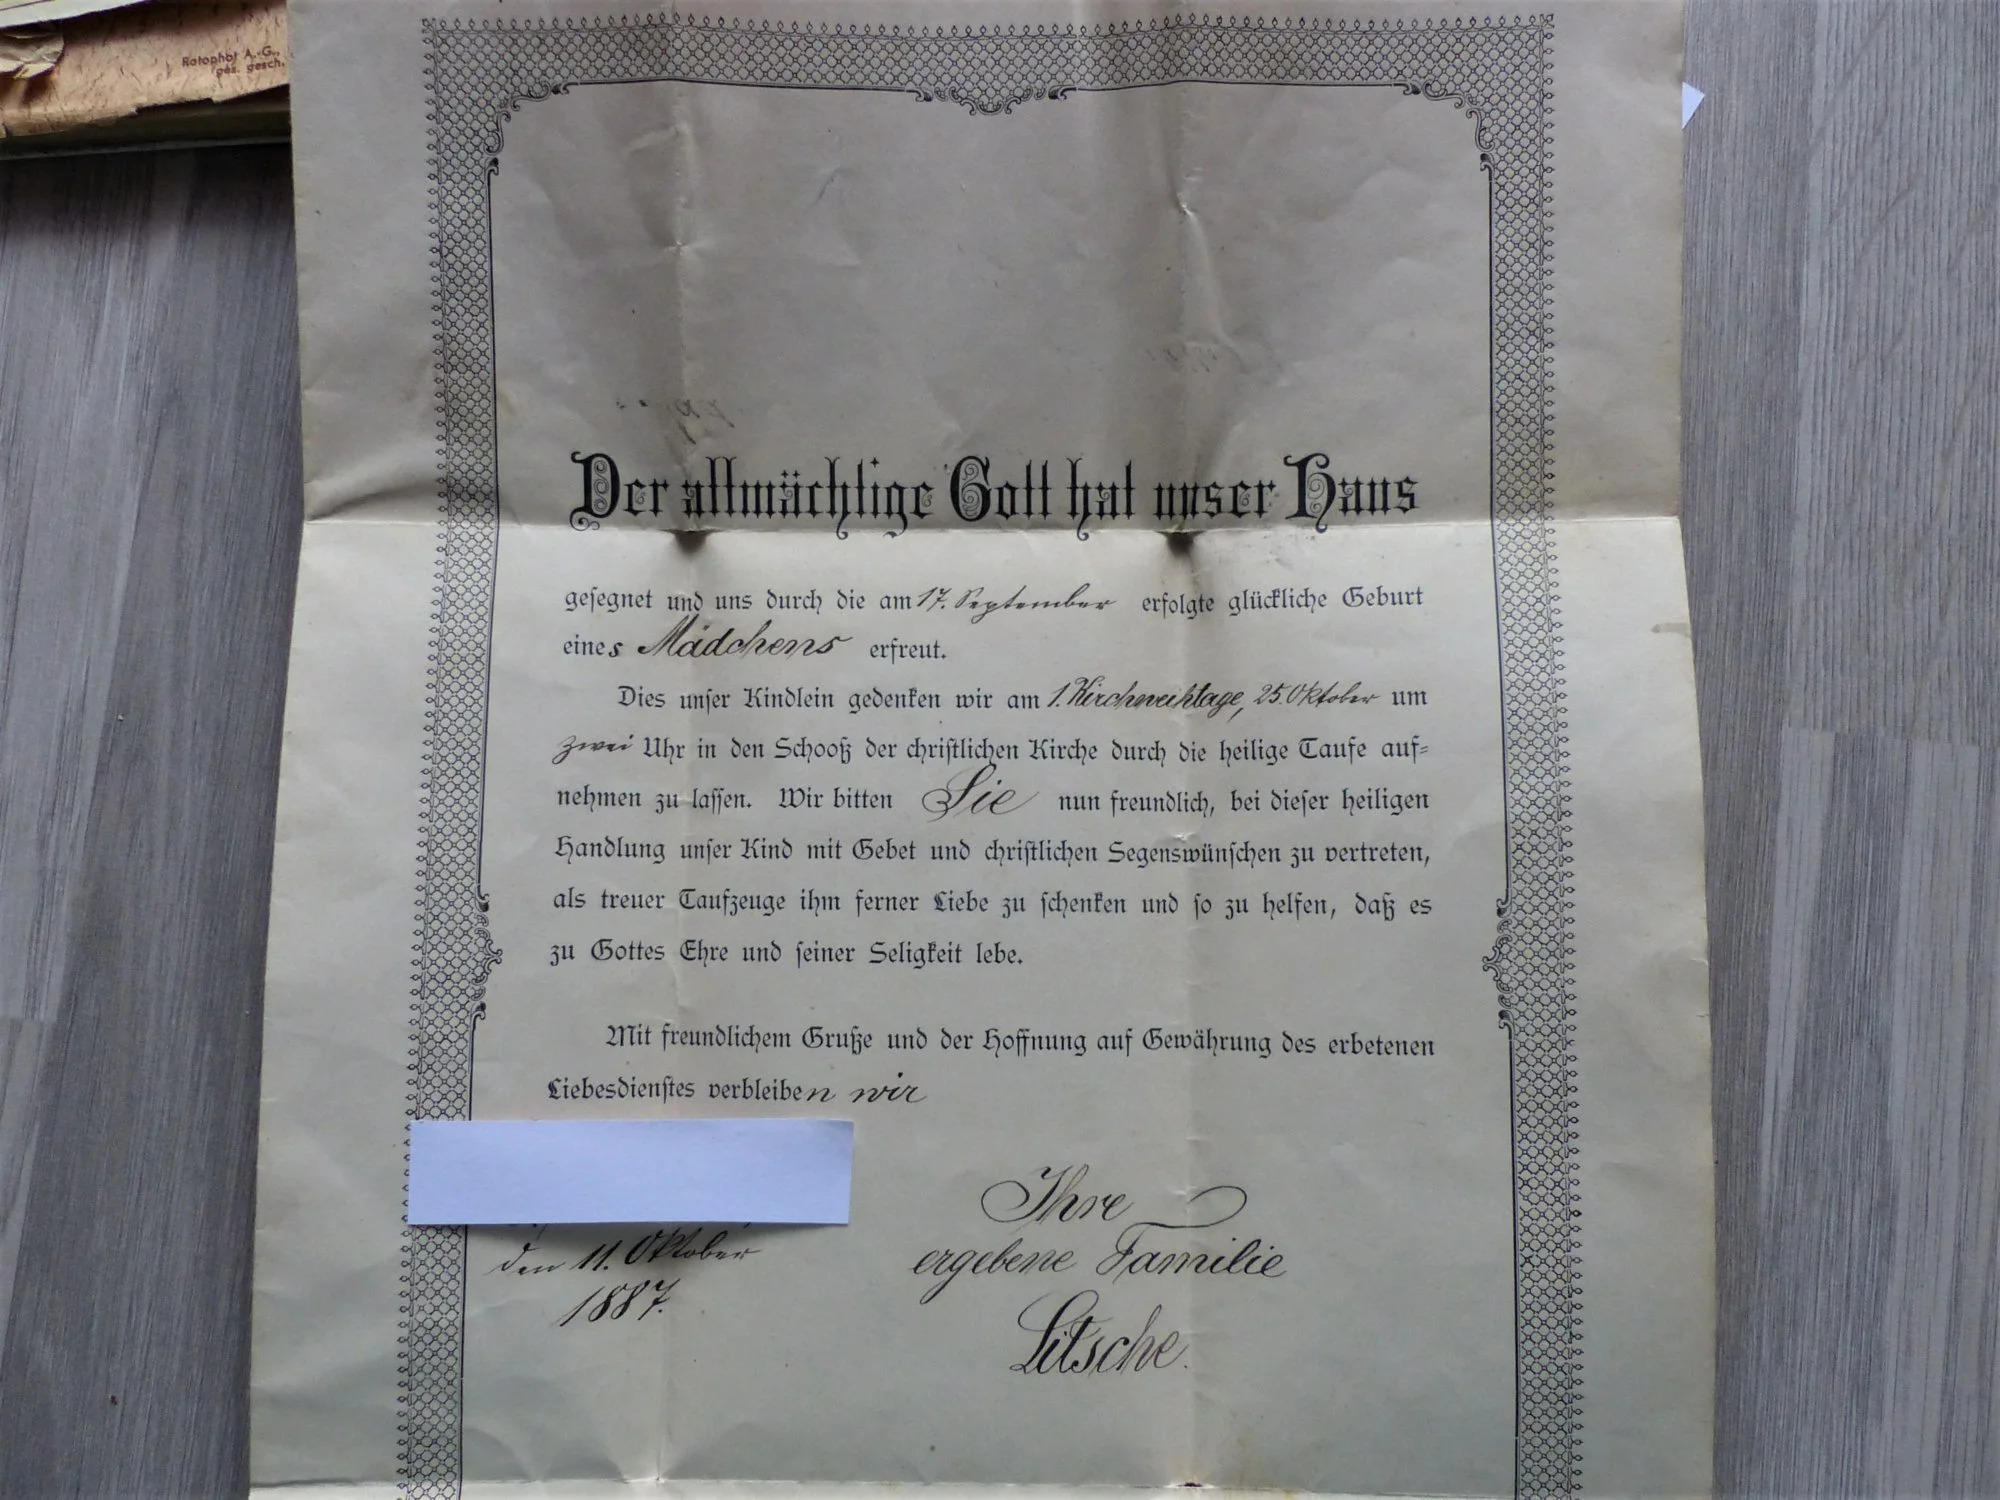 Rotophot A.-G.,
ges. gesch.
Der allmächtige Gott hat unser Haus
gesegnet und uns durch die am 17. September erfolgte glückliche Geburt
eines Mädchens erfreut.
Dies unser Kindlein gedenken wir am 1. Kirchweihtage, 25. Oktober um
zwei Uhr in den Schooß der christlichen Kirche durch die heilige Taufe auf-
nehmen zu lassen. Wir bitten Sie nun freundlich, bei dieser heiligen
Handlung unser Kind mit Gebet und christlichen Segenswünschen zu vertreten,
als treuer Taufzeuge ihm ferner Liebe zu schenken und so zu helfen, daß es
zu Gottes Ehre und seiner Seligkeit lebe.
Mit freundlichem Gruße und der Hoffnung auf Gewährung des erbetenen
Liebesdienstes verbleiben wir
den 11. Oktober
1887.
Ihre
ergebene Familie
Litsche.